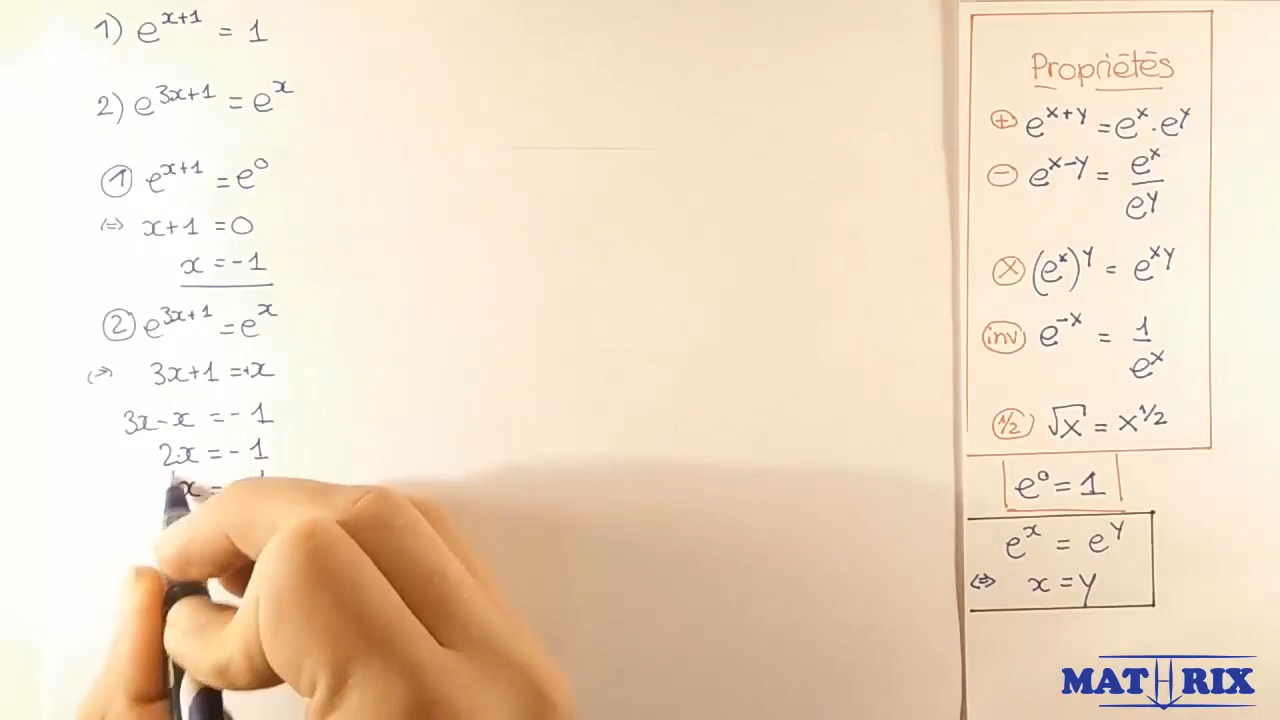 1) e^{x+1} = 1
2) e^{3x+1} = e^x
① e^{x+1} = e^0
⇔ x+1 = 0
x = -1
② e^{3x+1} = e^x
⇔ 3x+1 = +x
3x-x = -1
2x = -1
x =
Propriétés
⊕ e^{x+y} = e^x · e^y
⊖ e^{x-y} = e^x / e^y
⊗ (e^x)^y = e^{xy}
inv e^{-x} = 1 / e^x
1/2 √x = x^{1/2}
e^0 = 1
e^x = e^y
⇔ x = y
MATHRIX